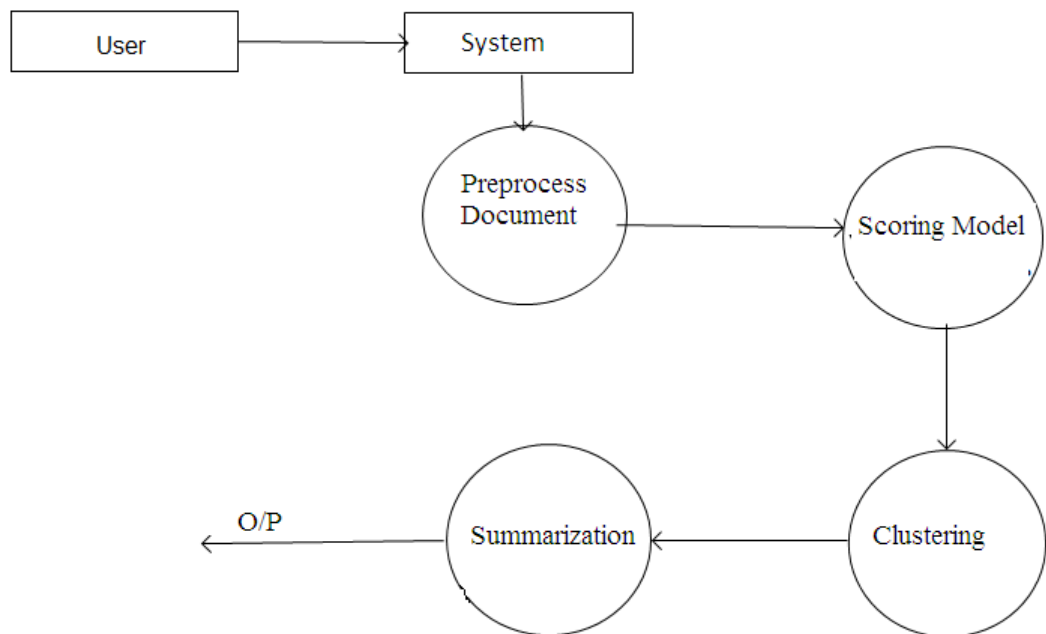 User
System
Preprocess
Document
Scoring Model
Clustering
Summarization
O/P